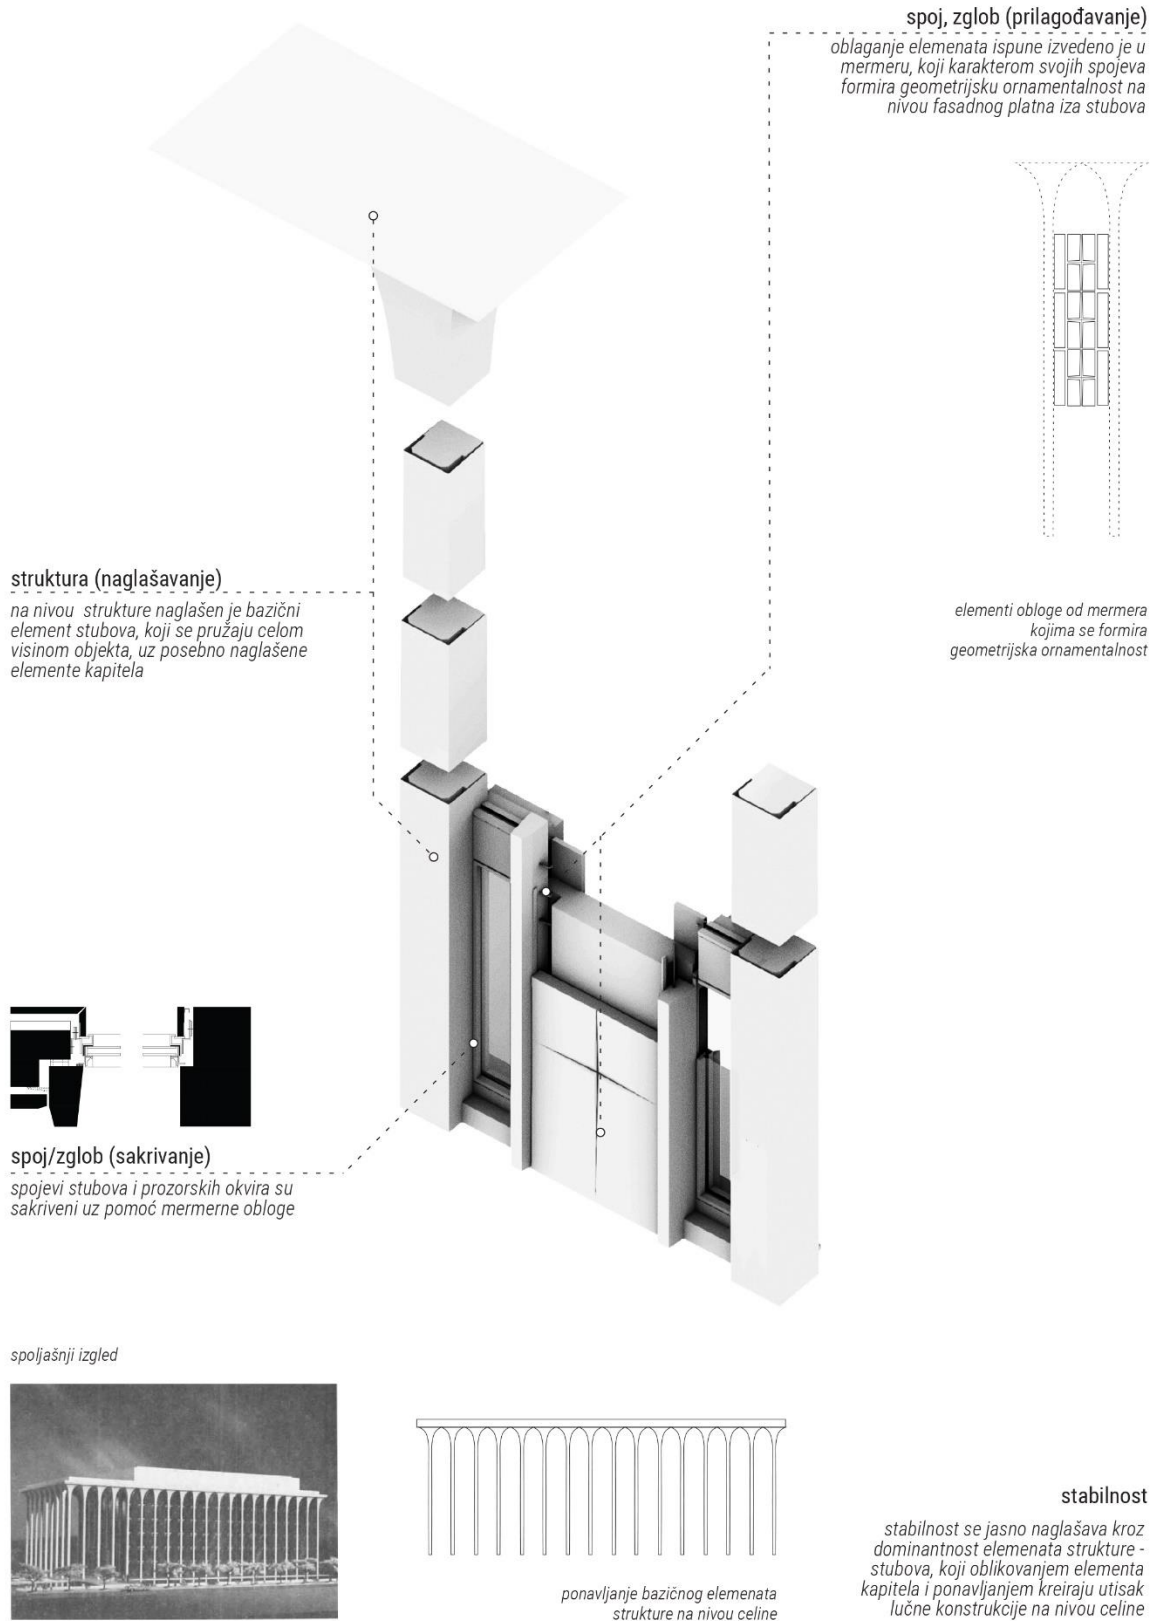 spoj, zglob (prilagođavanje)
oblaganje elemenata ispune izvedeno je u
mermeru, koji karakterom svojih spojeva
formira geometrijsku ornamentalnost na
nivou fasadnog platna iza stubova
struktura (naglašavanje)
na nivou strukture naglašen je bazični
element stubova, koji se pružaju celom
visinom objekta, uz posebno naglašene
elemente kapitela
elementi obloge od mermera
kojima se formira
geometrijska ornamentalnost
spoj/zglob (sakrivanje)
spojevi stubova i prozorskih okvira su
sakriveni uz pomoć mermerne obloge
spoljašnji izgled
ponavljanje bazičnog elemenata
strukture na nivou celine
stabilnost
stabilnost se jasno naglašava kroz
dominantnost elemenata strukture -
stubova, koji oblikovanjem elementa
kapitela i ponavljanjem kreiraju utisak
lučne konstrukcije na nivou celine